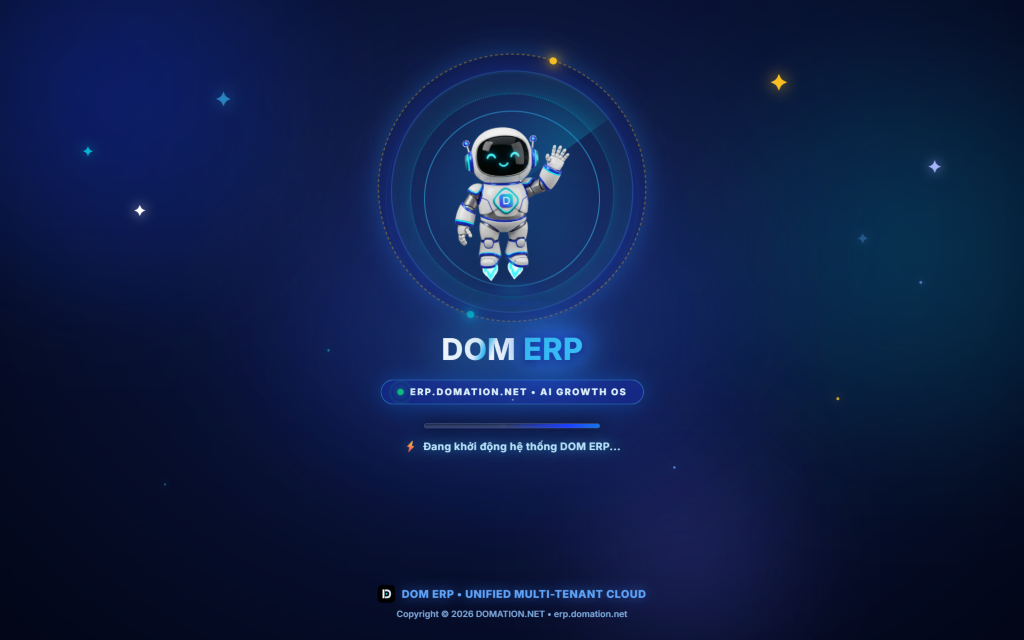 D
DOM ERP
ERP.DOMATION.NET • AI GROWTH OS
Đang khởi động hệ thống DOM ERP...
D DOM ERP • UNIFIED MULTI-TENANT CLOUD
Copyright © 2026 DOMATION.NET • erp.domation.net